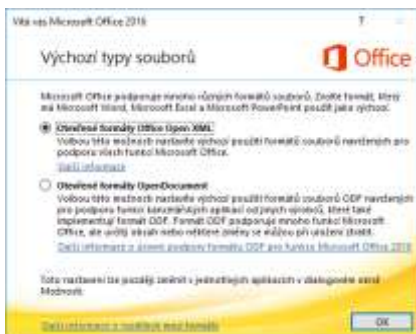 Vítá vás Microsoft Office 2016
?
Výchozí typy souborů
Office
Microsoft Office podporuje mnoho různých formátů souborů. Zvolte formát, který
má Microsoft Word, Microsoft Excel a Microsoft PowerPoint použít jako výchozí.
Otevřené formáty Office Open XML
Volbou této možnosti nastavíte výchozí použití formátů souborů navržených pro
podporu všech funkcí Microsoft Office.
Další informace
Otevřené formáty OpenDocument
Volbou této možnosti nastavíte výchozí použití formátů souborů ODF navržených
pro podporu funkcí kancelářských aplikací od jiných výrobců, které také
implementují formát ODF. Formát ODF podporuje mnoho funkcí Microsoft
Office, ale určitý obsah nebo některé změny se můžou při uložení ztratit.
Další informace o úrovni podpory formátu ODF pro funkce Microsoft Office 2016
Toto nastavení lze později změnit v jednotlivých aplikacích v dialogovém okně
Možnosti.
Další informace o rozdílech mezi formáty
OK